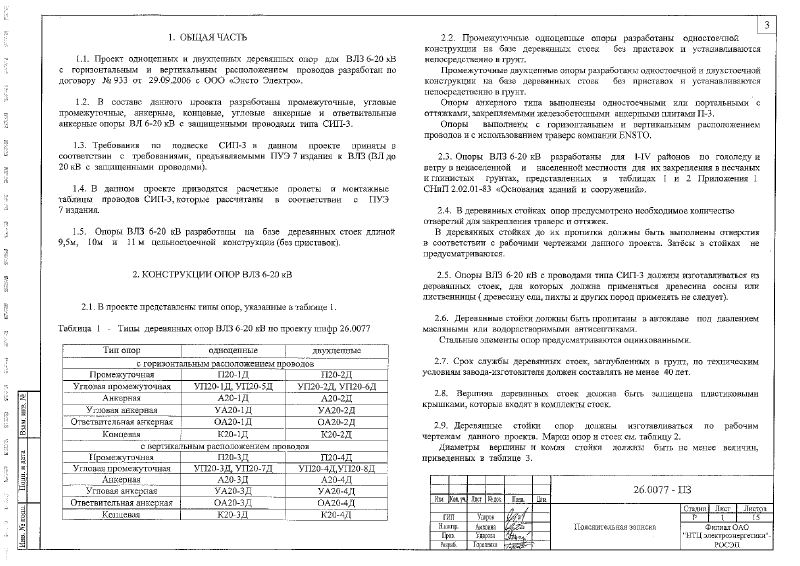 3
1. ОБЩАЯ ЧАСТЬ
1.1. Проект одноцепных и двухцепных деревянных опор для ВЛЗ 6-20 кВ
с горизонтальным и вертикальным расположением проводов разработан по
договору № 933 от 29.09.2006 с ООО «Энсто Электро».
1.2. В составе данного проекта разработаны промежуточные, угловые
промежуточные, анкерные, концевые, угловые анкерные и ответвительные
анкерные опоры ВЛ 6-20 кВ с защищенными проводами типа СИП-3.
1.3. Требования по подвеске СИП-3 в данном проекте приняты в
соответствии с требованиями, предъявляемыми ПУЭ 7 издания к ВЛЗ (ВЛ до
20 кВ с защищенными проводами).
1.4. В данном проекте приводятся расчетные пролеты и монтажные
таблицы проводов СИП-3, которые рассчитаны в соответствии с ПУЭ
7 издания.
1.5. Опоры ВЛЗ 6-20 кВ разработаны на базе деревянных стоек длиной
9,5м, 10м и 11 м цельностоечной конструкции (без приставок).
2. КОНСТРУКЦИИ ОПОР ВЛЗ 6-20 кВ
2.1. В проекте представлены типы опор, указанные в таблице 1.
Таблица 1 - Типы деревянных опор ВЛЗ 6-20 кВ по проекту шифр 26.0077
Тип опор одноцепные двухцепные
с горизонтальным расположением проводов
Промежуточная П20-1Д П20-2Д
Угловая промежуточная УП20-1Д, УП20-5Д УП20-2Д, УП20-6Д
Анкерная А20-1Д А20-2Д
Угловая анкерная УА20-1Д УА20-2Д
Ответвительная анкерная ОА20-1Д ОА20-2Д
Концевая К20-1Д К20-2Д
с вертикальным расположением проводов
Промежуточная П20-3Д П20-4Д
Угловая промежуточная УП20-3Д, УП20-7Д УП20-4Д,УП20-8Д
Анкерная А20-3Д А20-4Д
Угловая анкерная УА20-3Д УА20-4Д
Ответвительная анкерная ОА20-3Д ОА20-4Д
Концевая К20-3Д К20-4Д
2.2. Промежуточные одноцепные опоры разработаны одностоечной
конструкции на базе деревянных стоек без приставок и устанавливаются
непосредственно в грунт.
Промежуточные двухцепные опоры разработаны одностоечной и двухстоечной
конструкции на базе деревянных стоек без приставок и устанавливаются
непосредственно в грунт.
Опоры анкерного типа выполнены одностоечными или портальными с
оттяжками, закрепляемыми железобетонными анкерными плитами П-3.
Опоры выполнены с горизонтальным и вертикальным расположением
проводов и с использованием траверс компании ENSTO.
2.3. Опоры ВЛЗ 6-20 кВ разработаны для I-IV районов по гололеду и
ветру в ненаселенной и населенной местности для их закрепления в песчаных
и глинистых грунтах, представленных в таблицах 1 и 2 Приложения 1
СНиП 2.02.01-83 «Основания зданий и сооружений».
2.4. В деревянных стойках опор предусмотрено необходимое количество
отверстий для закрепления траверс и оттяжек.
В деревянных стойках до их пропитки должны быть выполнены отверстия
в соответствии с рабочими чертежами данного проекта. Затёсы в стойках не
предусматриваются.
2.5. Опоры ВЛЗ 6-20 кВ с проводами типа СИП-3 должны изготавливаться из
деревянных стоек, для которых должна применяться древесина сосны или
лиственницы ( древесину ели, пихты и других пород применять не следует).
2.6. Деревянные стойки должны быть пропитаны в автоклаве под давлением
масляными или водорастворимыми антисептиками.
Стальные элементы опор предусматриваются оцинкованными.
2.7. Срок службы деревянных стоек, заглубленных в грунт, по техническим
условиям завода-изготовителя должен составлять не менее 40 лет.
2.8. Вершина деревянных стоек должна быть защищена пластиковыми
крышками, которые входят в комплекты стоек.
2.9. Деревянные стойки опор должны изготавливаться по рабочим
чертежам данного проекта. Марки опор и стоек см. таблицу 2.
Диаметры вершины и комля стойки должны быть не менее величин,
приведенных в таблице 3.
26.0077 - ПЗ
Изм. Кол.уч. Лист №док. Подп. Дата
ГИП Ударов
Пров. Ударова
Пояснительная записка
Стадия Лист Листов
Р 1 15
Филиал ОАО
"НТЦ электроэнергетики"-
РОСЭП
Взам. инв. №
Подп. и дата
Инв. № подл.